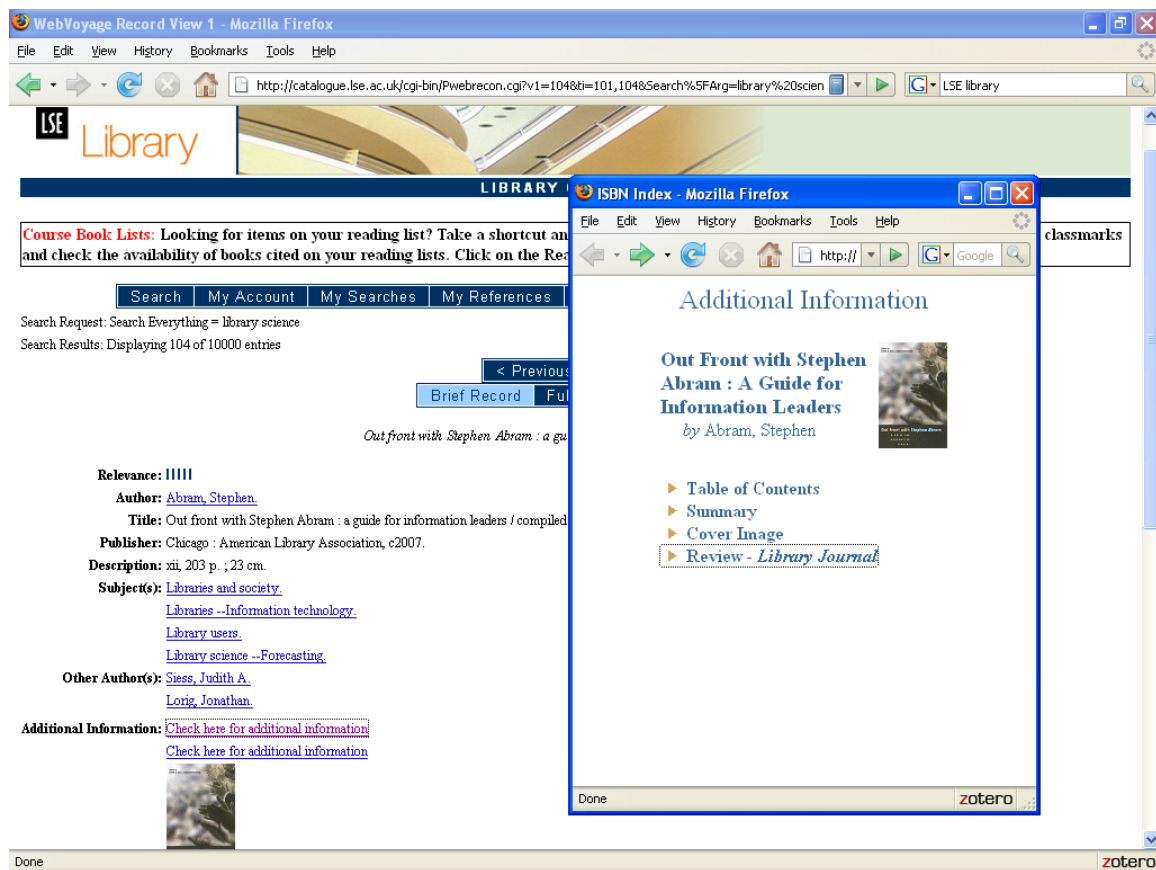 WebVoyage Record View 1 - Mozilla Firefox
File Edit View History Bookmarks Tools Help
http://catalogue.lse.ac.uk/cgi-bin/Pwebrecon.cgi?v1=104&ti=101,104&Search%5FArg=library%20scien
G LSE library
LSE Library
LIBRARY
Course Book Lists: Looking for items on your reading list? Take a shortcut an classmarks
and check the availability of books cited on your reading lists. Click on the Rea
Search My Account My Searches My References
Search Request: Search Everything = library science
Search Results: Displaying 104 of 10000 entries
< Previous
Brief Record Fu
Out front with Stephen Abram : a gu
Relevance:
Author: Abram, Stephen.
Title: Out front with Stephen Abram : a guide for information leaders / compiled
Publisher: Chicago : American Library Association, c2007.
Description: xii, 203 p. ; 23 cm.
Subject(s): Libraries and society.
Libraries --Information technology.
Library users.
Library science --Forecasting.
Other Author(s): Siess, Judith A.
Lorig, Jonathan.
Additional Information: Check here for additional information
Check here for additional information
Done
zotero
ISBN Index - Mozilla Firefox
File Edit View History Bookmarks Tools Help
http://
G Google
Additional Information
Out Front with Stephen
Abram : A Guide for
Information Leaders
by Abram, Stephen
Out front with Stephen Abram
Table of Contents
Summary
Cover Image
Review - Library Journal
Done
zotero